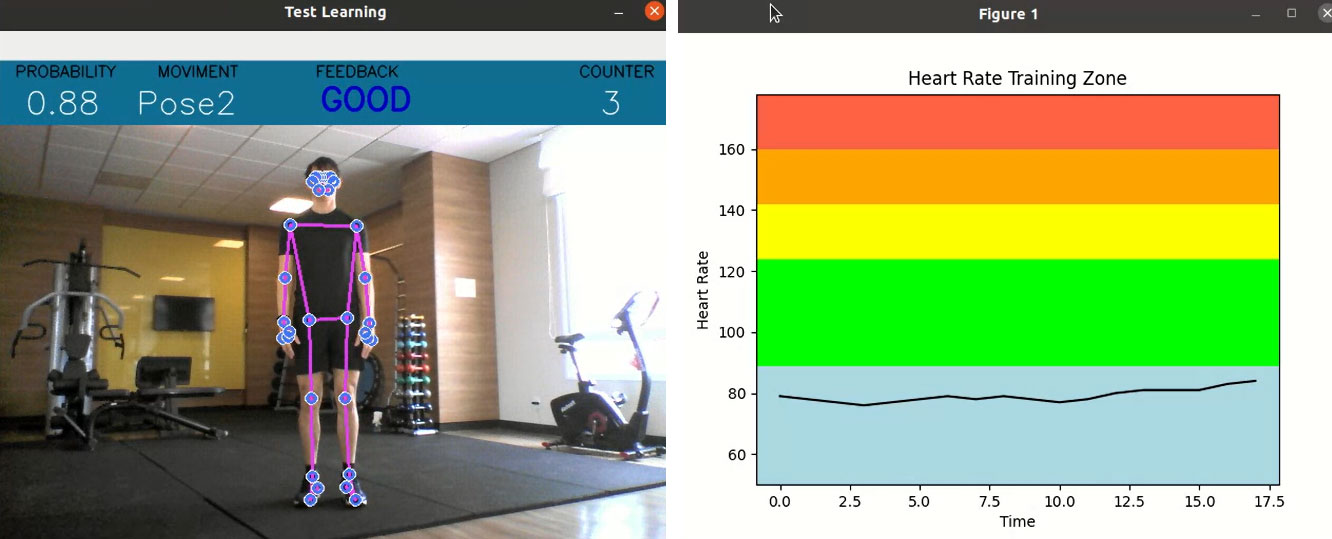 Test Learning
PROBABILITY MOVIMENT FEEDBACK COUNTER
0.88 Pose2 GOOD 3
Figure 1
Heart Rate Training Zone
160
140
120
100
80
60
Heart Rate
0.0 2.5 5.0 7.5 10.0 12.5 15.0 17.5
Time